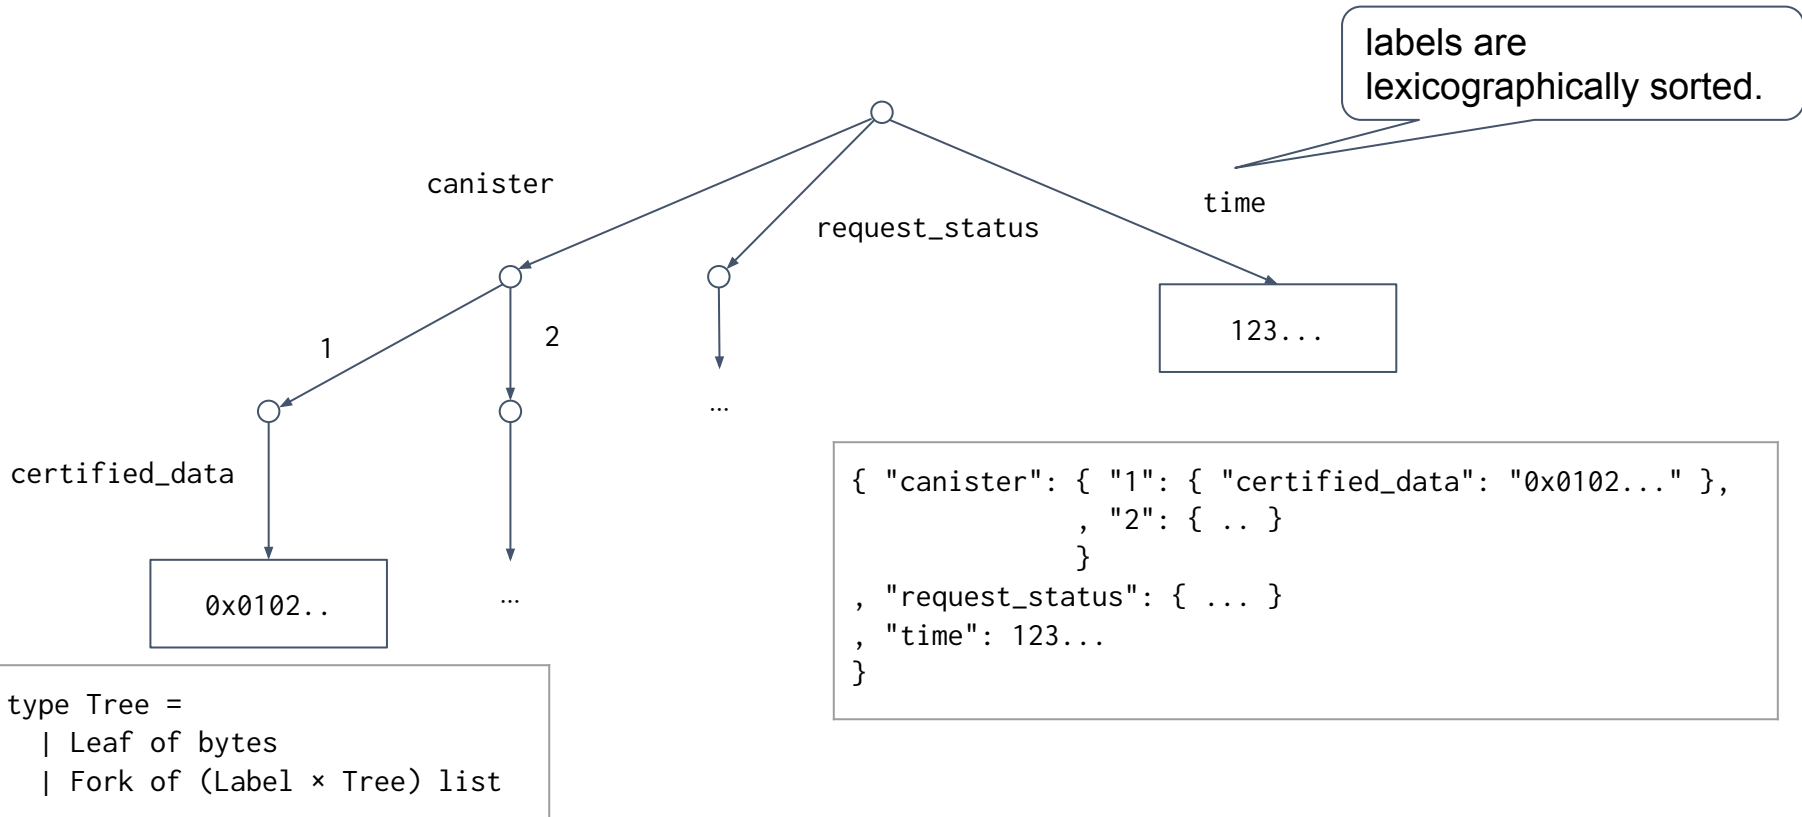 labels are
lexicographically sorted.
canister
time
request_status
1
2
123...
...
certified_data
0x0102..
...
{ "canister": { "1": { "certified_data": "0x0102..." },
              , "2": { .. }
              }
, "request_status": { ... }
, "time": 123...
}
type Tree =
  | Leaf of bytes
  | Fork of (Label × Tree) list